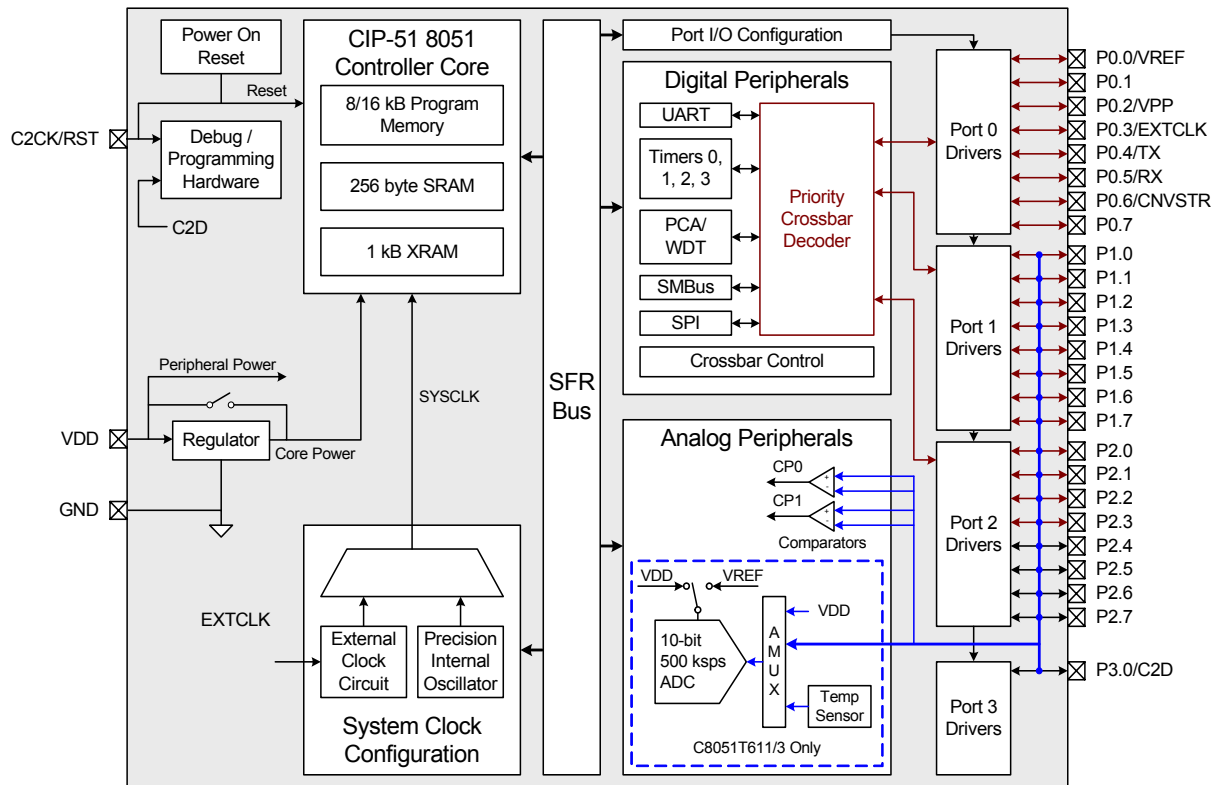 Power On
Reset
Reset
C2CK/RST
Debug /
Programming
Hardware
C2D
CIP-51 8051
Controller Core
8/16 kB Program
Memory
256 byte SRAM
1 kB XRAM
Peripheral Power
VDD
Regulator
Core Power
GND
SYSCLK
EXTCLK
External
Clock
Circuit
Precision
Internal
Oscillator
System Clock
Configuration
SFR
Bus
Port I/O Configuration
Digital Peripherals
UART
Timers 0,
1, 2, 3
PCA/
WDT
SMBus
SPI
Priority
Crossbar
Decoder
Crossbar Control
Analog Peripherals
CP0
+
-
CP1
+
-
Comparators
VDD
VREF
10-bit
500 ksps
ADC
A
M
U
X
VDD
Temp
Sensor
C8051T611/3 Only
Port 0
Drivers
Port 1
Drivers
Port 2
Drivers
Port 3
Drivers
P0.0/VREF
P0.1
P0.2/VPP
P0.3/EXTCLK
P0.4/TX
P0.5/RX
P0.6/CNVSTR
P0.7
P1.0
P1.1
P1.2
P1.3
P1.4
P1.5
P1.6
P1.7
P2.0
P2.1
P2.2
P2.3
P2.4
P2.5
P2.6
P2.7
P3.0/C2D